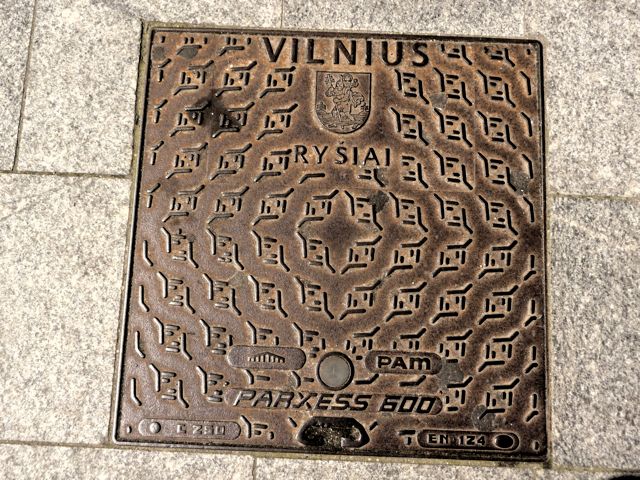 VILNIUS
RYŠIAI
PAM
PARXESS 600
C 250
EN 124